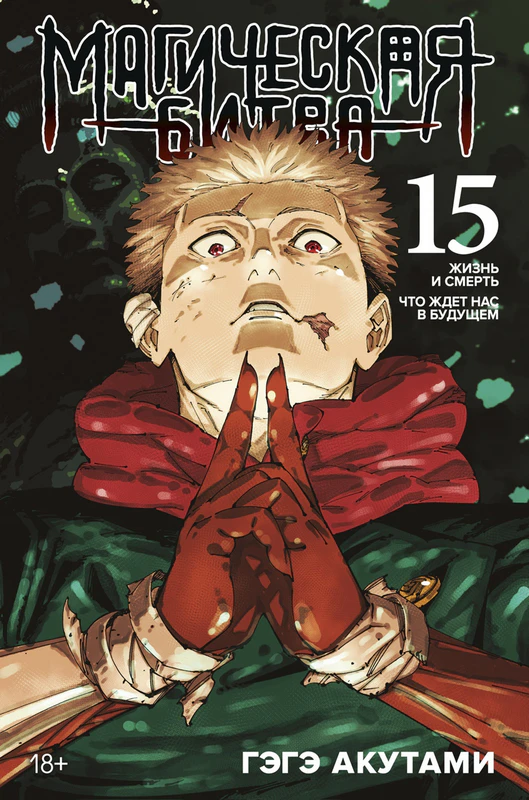 МАГИЧЕСКАЯ
БИТВА
15
ЖИЗНЬ
И СМЕРТЬ
ЧТО ЖДЕТ НАС
В БУДУЩЕМ
18+
ГЭГЭ АКУТАМИ